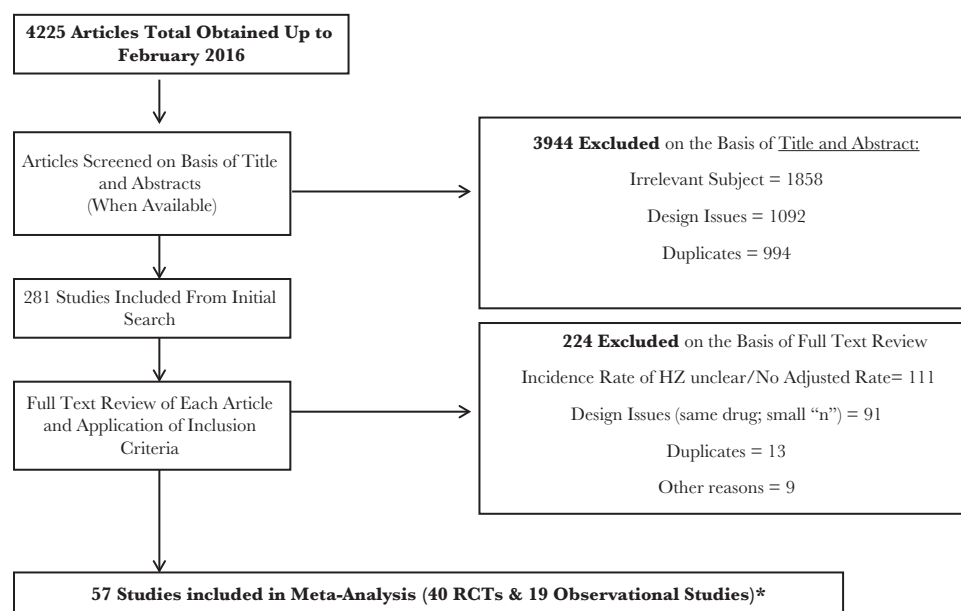 4225 Articles Total Obtained Up to
February 2016
Articles Screened on Basis of Title
and Abstracts
(When Available)
3944 Excluded on the Basis of Title and Abstract:
Irrelevant Subject = 1858
Design Issues = 1092
Duplicates = 994
281 Studies Included From Initial
Search
224 Excluded on the Basis of Full Text Review
Incidence Rate of HZ unclear/No Adjusted Rate= 111
Design Issues (same drug; small “n”) = 91
Duplicates = 13
Other reasons = 9
Full Text Review of Each Article
and Application of Inclusion
Criteria
57 Studies included in Meta-Analysis (40 RCTs & 19 Observational Studies)*